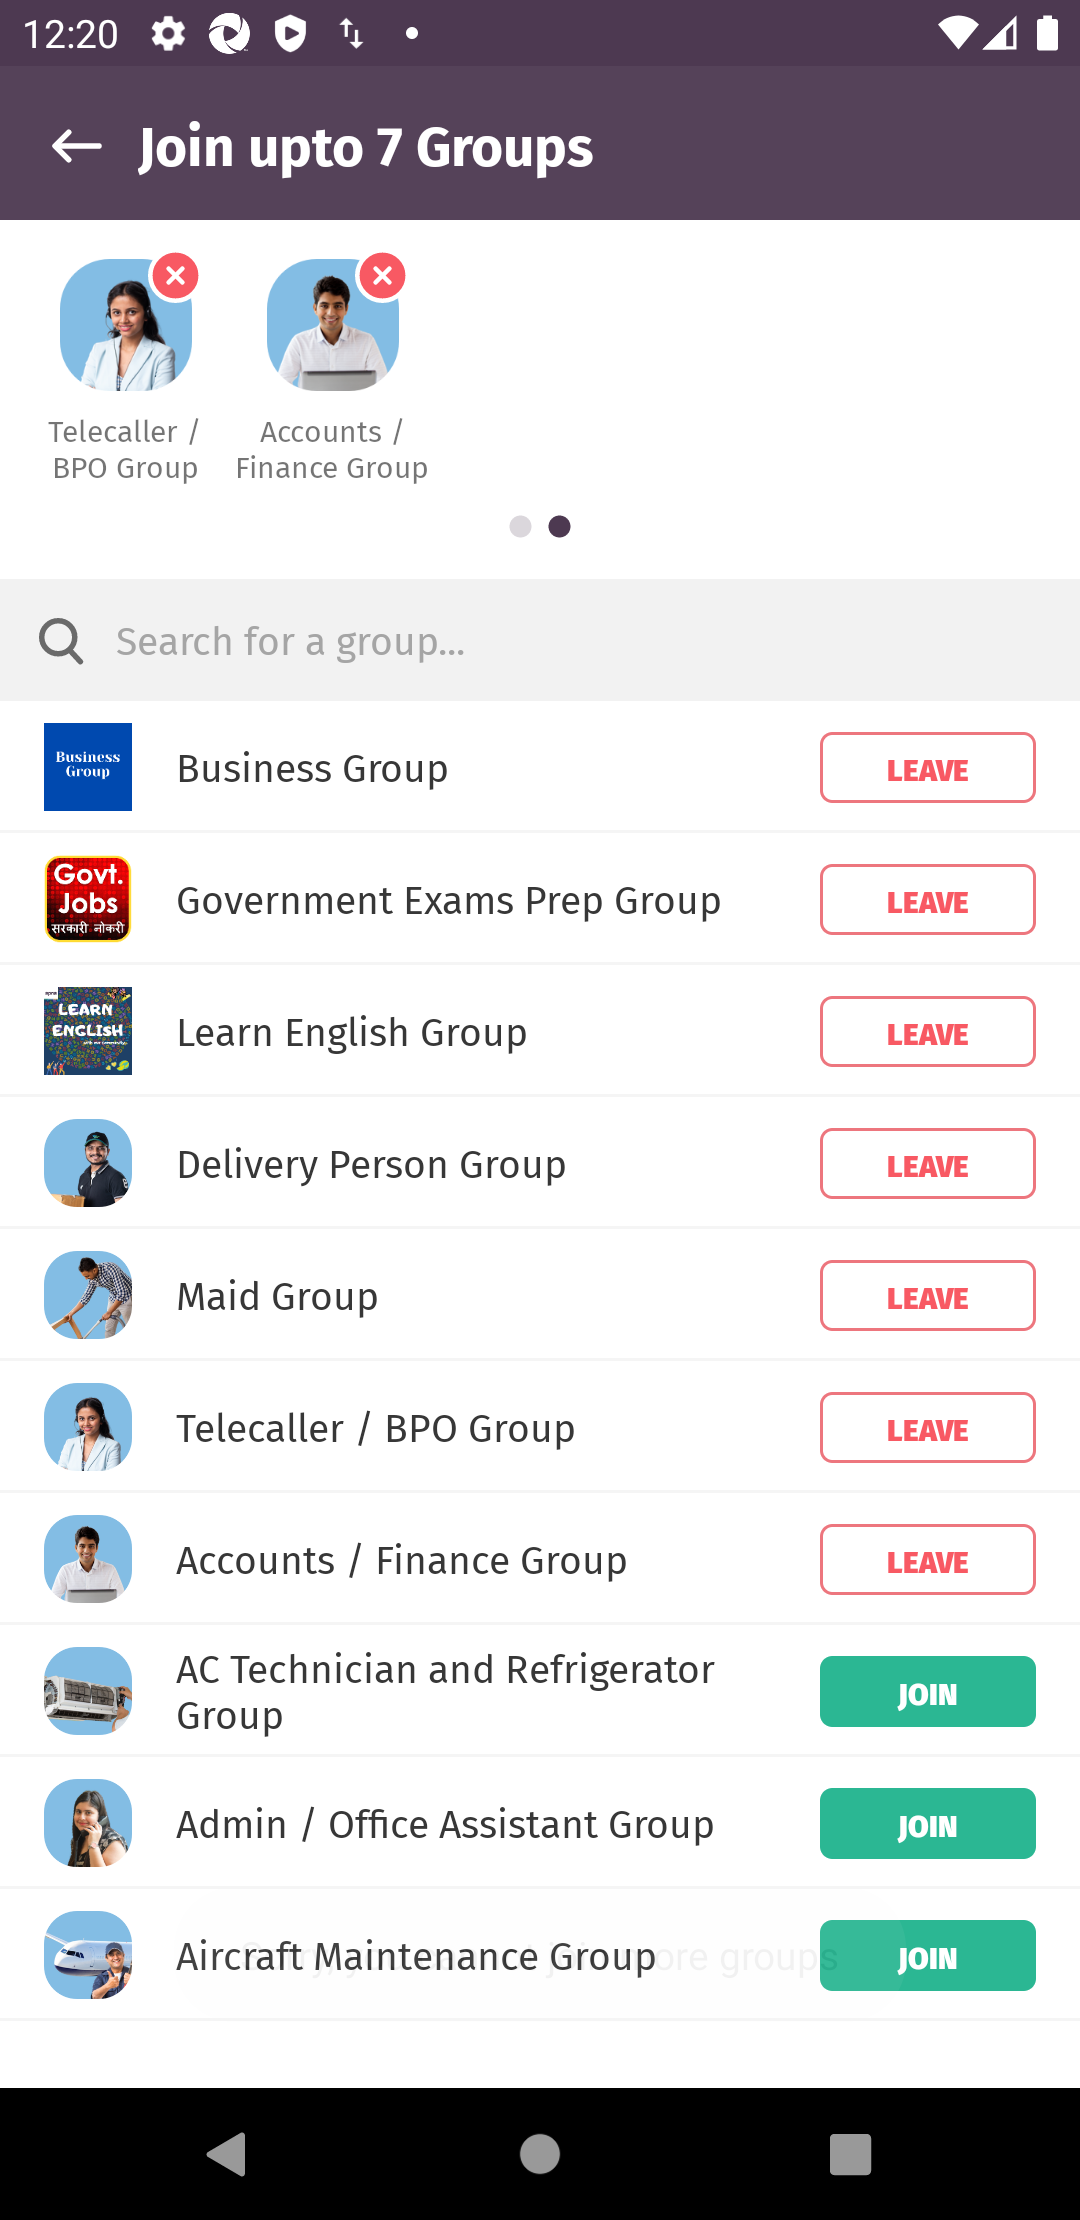 12:20
Join upto 7 Groups
Telecaller /
BPO Group
Accounts /
Finance Group
Search for a group...
Business
Group
Business Group
LEAVE
Govt.
Jobs
सरकारी नोकरी
Government Exams Prep Group
LEAVE
LEARN
ENGLISH
Learn English Group
LEAVE
Delivery Person Group
LEAVE
Maid Group
LEAVE
Telecaller / BPO Group
LEAVE
Accounts / Finance Group
LEAVE
AC Technician and Refrigerator
Group
JOIN
Admin / Office Assistant Group
JOIN
Aircraft Maintenance Group
JOIN
more groups